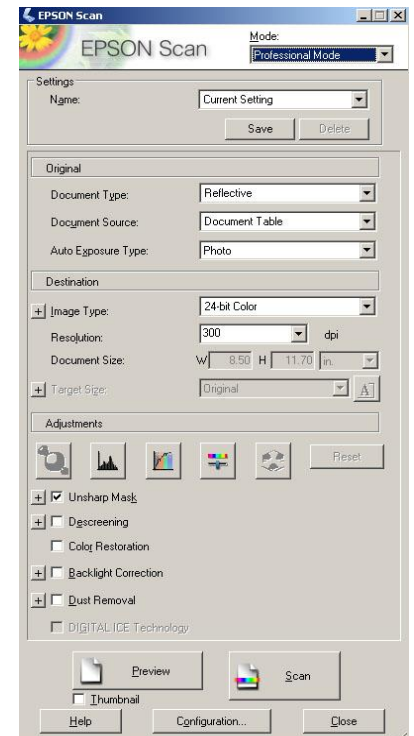 EPSON Scan
EPSON Scan
Mode:
Professional Mode
Settings
Name: Current Setting
Save Delete
Original
Document Type: Reflective
Document Source: Document Table
Auto Exposure Type: Photo
Destination
+ Image Type: 24-bit Color
Resolution: 300 dpi
Document Size: W 8.50 H 11.70 in.
+ Target Size: Original A
Adjustments
Reset
+ Unsharp Mask
+ Descreening
Color Restoration
+ Backlight Correction
+ Dust Removal
DIGITAL ICE Technology
Preview Scan
Thumbnail
Help Configuration... Close